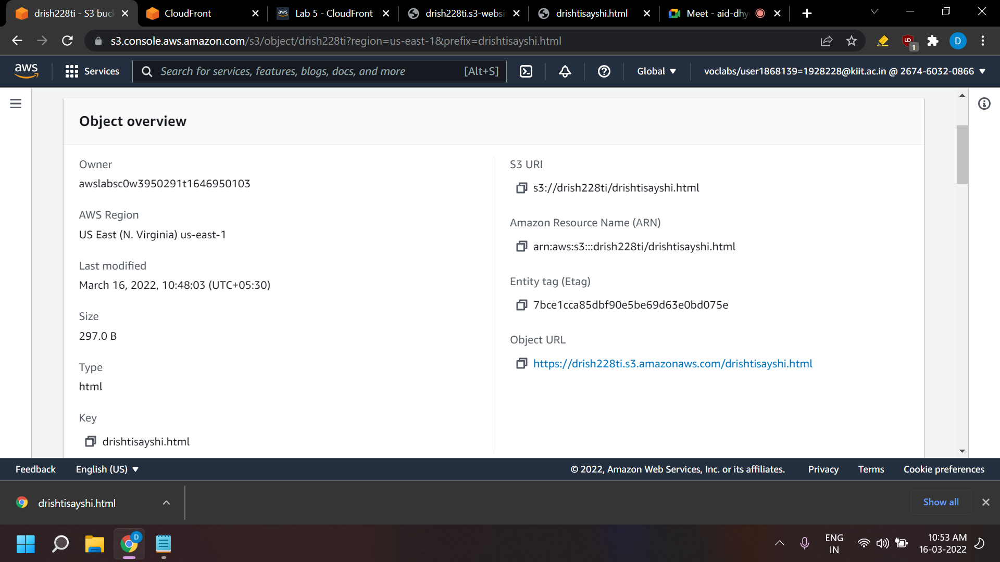 drish228ti - S3 buck
CloudFront
aws Lab 5 - CloudFront
drish228ti.s3-websi
drishtisayshi.html
Meet - aid-dhy
s3.console.aws.amazon.com/s3/object/drish228ti?region=us-east-1&prefix=drishtisayshi.html
1
D
aws
Services
Search for services, features, blogs, docs, and more [Alt+S]
Global
voclabs/user1868139=1928228@kiit.ac.in @ 2674-6032-0866
Object overview
Owner
awslabsc0w3950291t1646950103
AWS Region
US East (N. Virginia) us-east-1
Last modified
March 16, 2022, 10:48:03 (UTC+05:30)
Size
297.0 B
Type
html
Key
drishtisayshi.html
S3 URI
s3://drish228ti/drishtisayshi.html
Amazon Resource Name (ARN)
arn:aws:s3:::drish228ti/drishtisayshi.html
Entity tag (Etag)
7bce1cca85dbf90e5be69d63e0bd075e
Object URL
https://drish228ti.s3.amazonaws.com/drishtisayshi.html
Feedback
English (US)
© 2022, Amazon Web Services, Inc. or its affiliates.
Privacy
Terms
Cookie preferences
drishtisayshi.html
Show all
D
ENG
IN
10:53 AM
16-03-2022